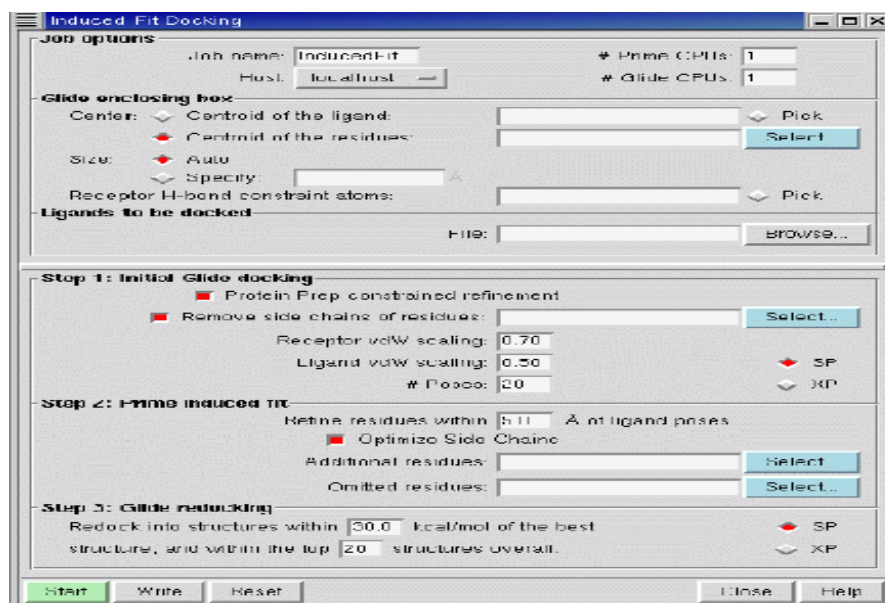 Induced Fit Docking
Job options
Job name: InducedFit # Prime CPUs: 1
Host: localhost # Glide CPUs: 1
Glide enclosing box
Center: Centroid of the ligand: Pick
Centroid of the residues: Select
Size: Auto
Specify: Å
Receptor H-bond constraint atoms: Pick
Ligands to be docked
File: Browse...
Step 1: Initial Glide docking
Protein Prep constrained refinement
Remove side chains of residues: Select...
Receptor vdW scaling: 0.70
Ligand vdW scaling: 0.50 SP
# Poses: 20 XP
Step 2: Prime induced fit
Refine residues within 5.0 Å of ligand poses
Optimize Side Chains
Additional residues: Select
Omitted residues: Select...
Step 3: Glide redocking
Redock into structures within 30.0 kcal/mol of the best SP
structure, and within the top 20 structures overall. XP
Start Write Reset Close Help